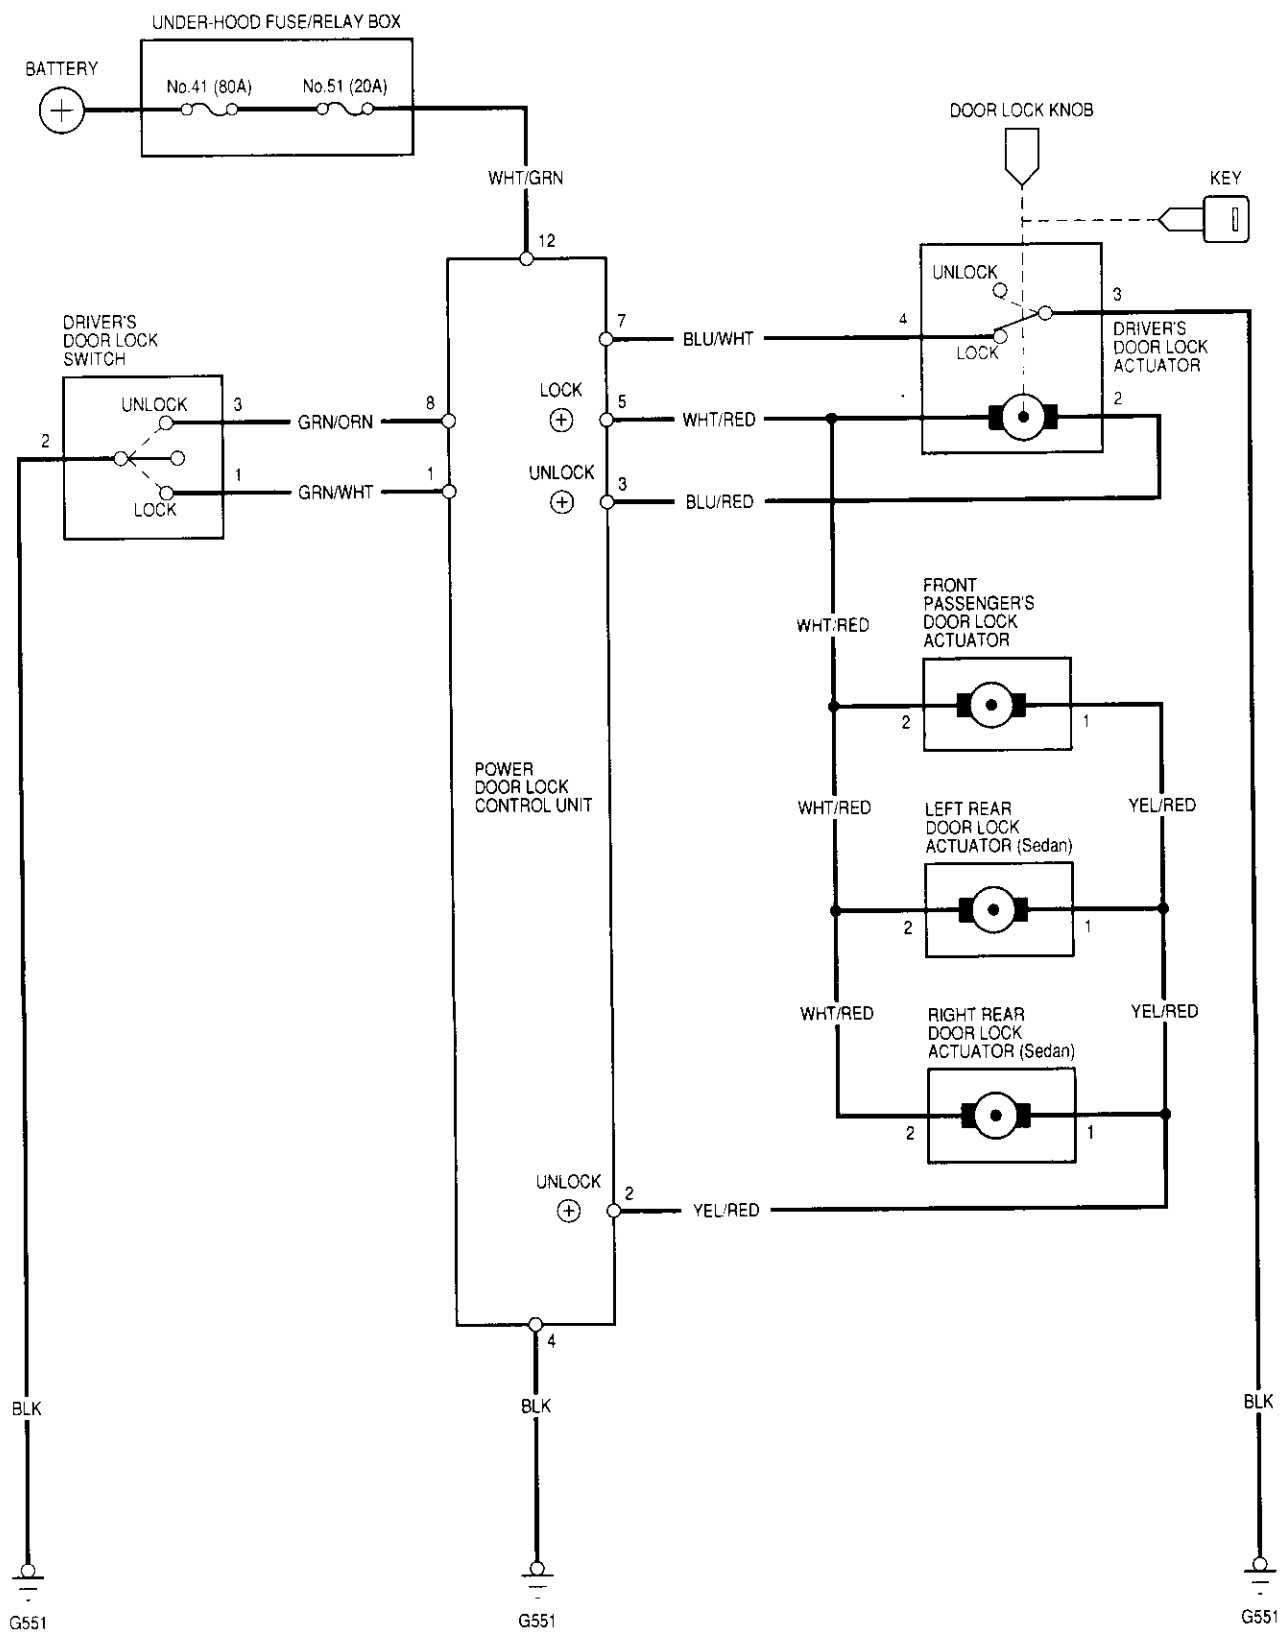 UNDER-HOOD FUSE/RELAY BOX
BATTERY
No.41 (80A)
No.51 (20A)
WHT/GRN
12
DOOR LOCK KNOB
KEY
UNLOCK
LOCK
4
3
DRIVER'S
DOOR LOCK
ACTUATOR
1
2
DRIVER'S
DOOR LOCK
SWITCH
UNLOCK
LOCK
2
3
1
GRN/ORN
GRN/WHT
8
1
7
BLU/WHT
LOCK
5
WHT/RED
UNLOCK
3
BLU/RED
WHT/RED
FRONT
PASSENGER'S
DOOR LOCK
ACTUATOR
2
1
POWER
DOOR LOCK
CONTROL UNIT
WHT/RED
LEFT REAR
DOOR LOCK
ACTUATOR (Sedan)
YEL/RED
2
1
WHT/RED
RIGHT REAR
DOOR LOCK
ACTUATOR (Sedan)
YEL/RED
2
1
UNLOCK
2
YEL/RED
4
BLK
BLK
BLK
G551
G551
G551